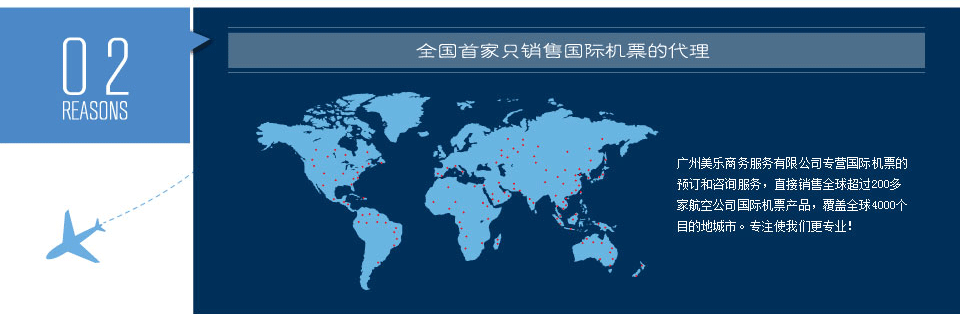 02
REASONS
全国首家只销售国际机票的代理
广州美乐商务服务有限公司专营国际机票的
预订和咨询服务，直接销售全球超过200多
家航空公司国际机票产品，覆盖全球4000个
目的地城市。专注使我们更专业！